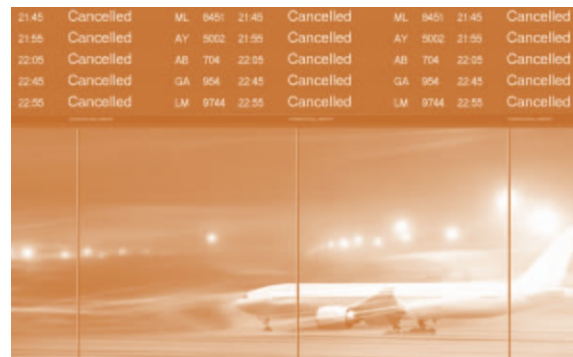 21:45 Cancelled ML 8451 21:45 Cancelled ML 8451 21:45 Cancelled
21:55 Cancelled AY 5002 21:55 Cancelled AY 5002 21:55 Cancelled
22:05 Cancelled AB 704 22:05 Cancelled AB 704 22:05 Cancelled
22:45 Cancelled GA 954 22:45 Cancelled GA 954 22:45 Cancelled
22:55 Cancelled LM 9744 22:55 Cancelled LM 9744 22:55 Cancelled